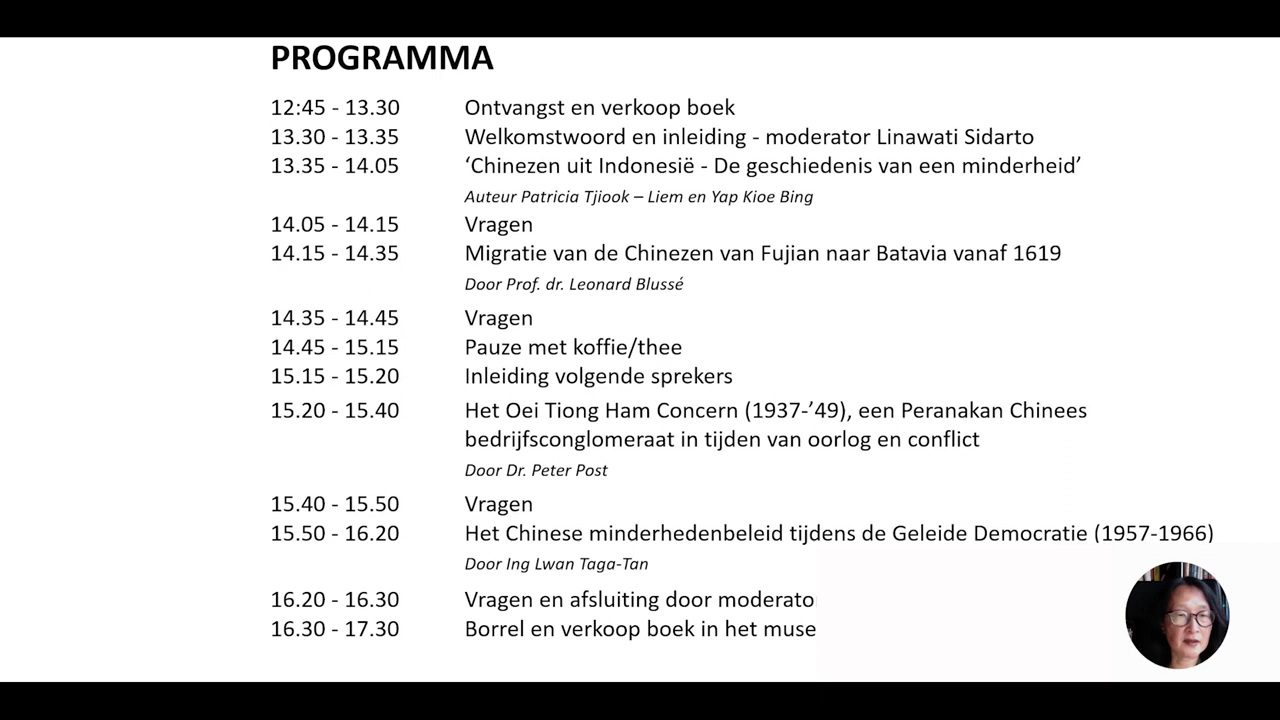 PROGRAMMA
12:45 - 13.30 Ontvangst en verkoop boek
13.30 - 13.35 Welkomstwoord en inleiding - moderator Linawati Sidarto
13.35 - 14.05 ‘Chinezen uit Indonesië - De geschiedenis van een minderheid’
Auteur Patricia Tjiook – Liem en Yap Kioe Bing
14.05 - 14.15 Vragen
14.15 - 14.35 Migratie van de Chinezen van Fujian naar Batavia vanaf 1619
Door Prof. dr. Leonard Blussé
14.35 - 14.45 Vragen
14.45 - 15.15 Pauze met koffie/thee
15.15 - 15.20 Inleiding volgende sprekers
15.20 - 15.40 Het Oei Tiong Ham Concern (1937-’49), een Peranakan Chinees
bedrijfsconglomeraat in tijden van oorlog en conflict
Door Dr. Peter Post
15.40 - 15.50 Vragen
15.50 - 16.20 Het Chinese minderhedenbeleid tijdens de Geleide Democratie (1957-1966)
Door Ing Lwan Taga-Tan
16.20 - 16.30 Vragen en afsluiting door moderato
16.30 - 17.30 Borrel en verkoop boek in het muse